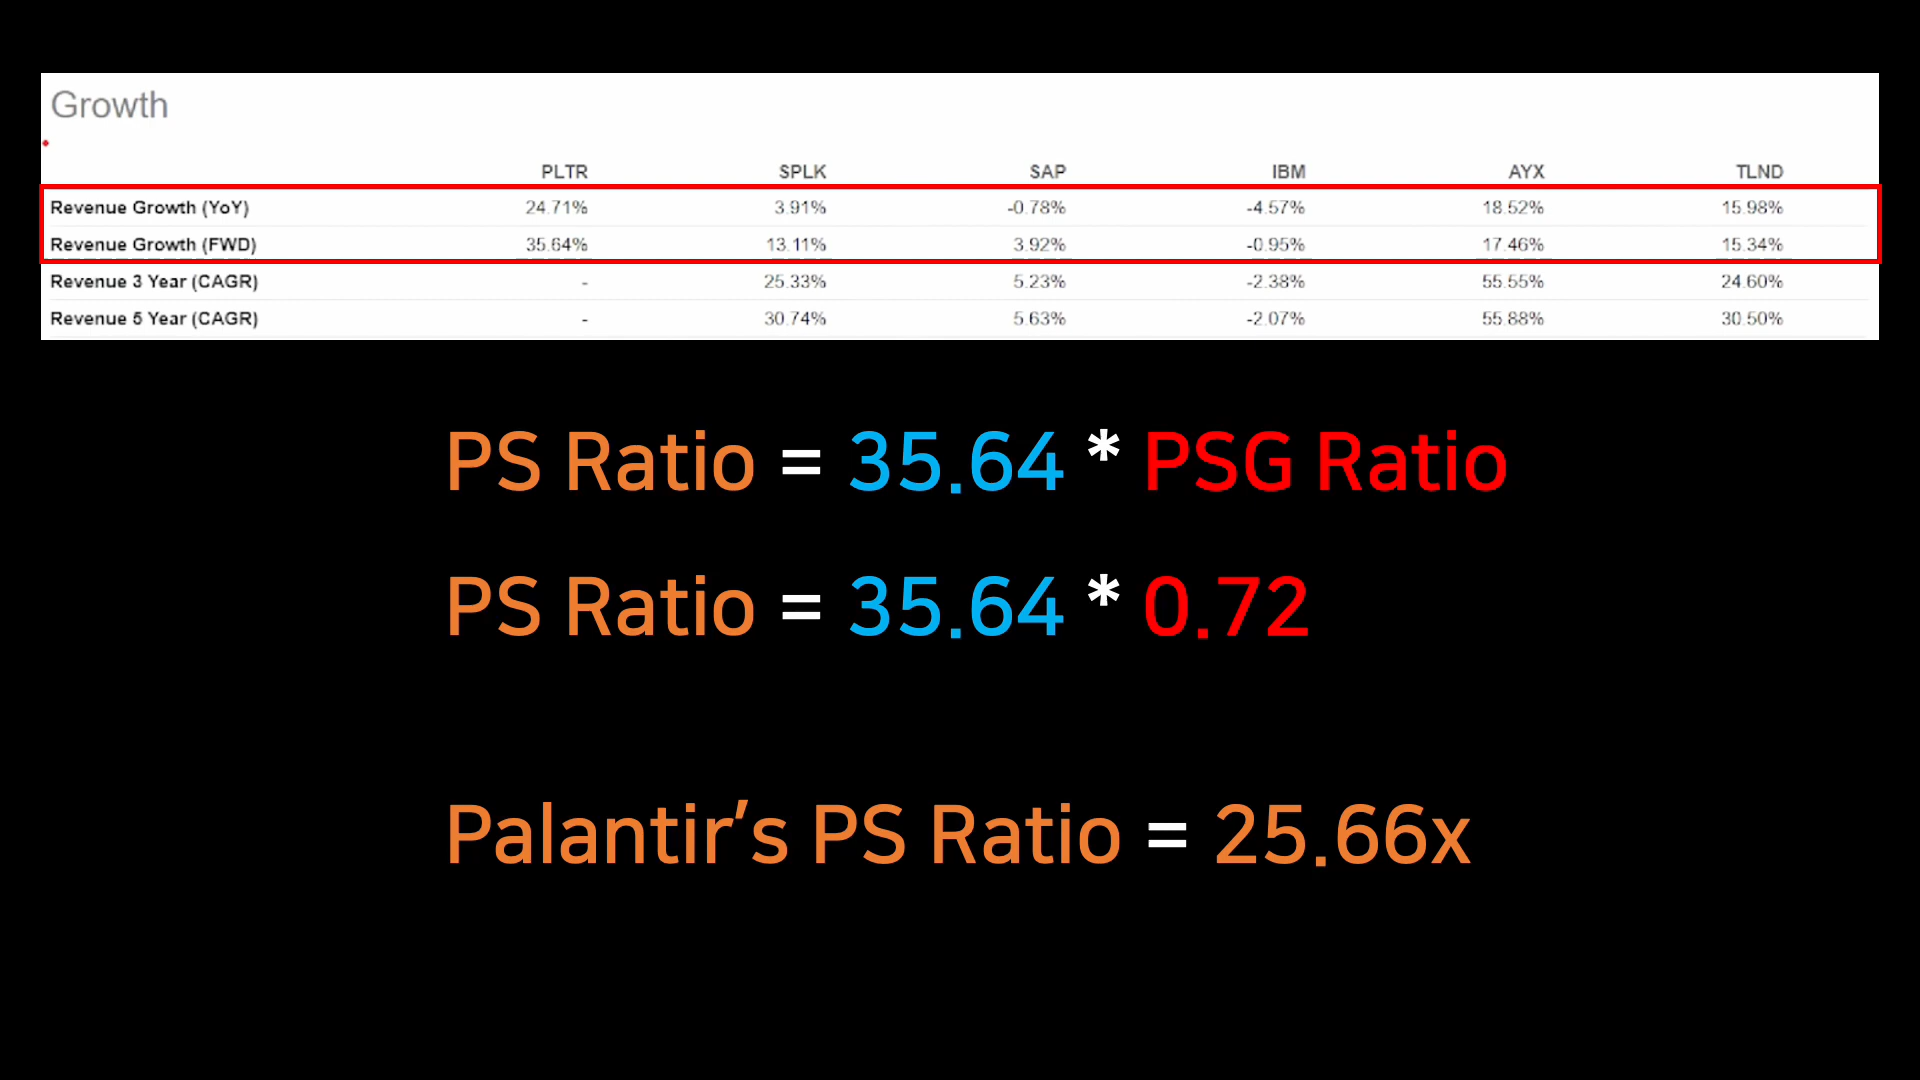 Growth
PLTR SPLK SAP IBM AYX TLND
Revenue Growth (YoY) 24.71% 3.91% -0.78% -4.57% 18.52% 15.98%
Revenue Growth (FWD) 35.64% 13.11% 3.92% -0.95% 17.46% 15.34%
Revenue 3 Year (CAGR) - 25.33% 5.23% -2.38% 55.55% 24.60%
Revenue 5 Year (CAGR) - 30.74% 5.63% -2.07% 55.88% 30.50%
PS Ratio = 35.64 * PSG Ratio
PS Ratio = 35.64 * 0.72
Palantir’s PS Ratio = 25.66x